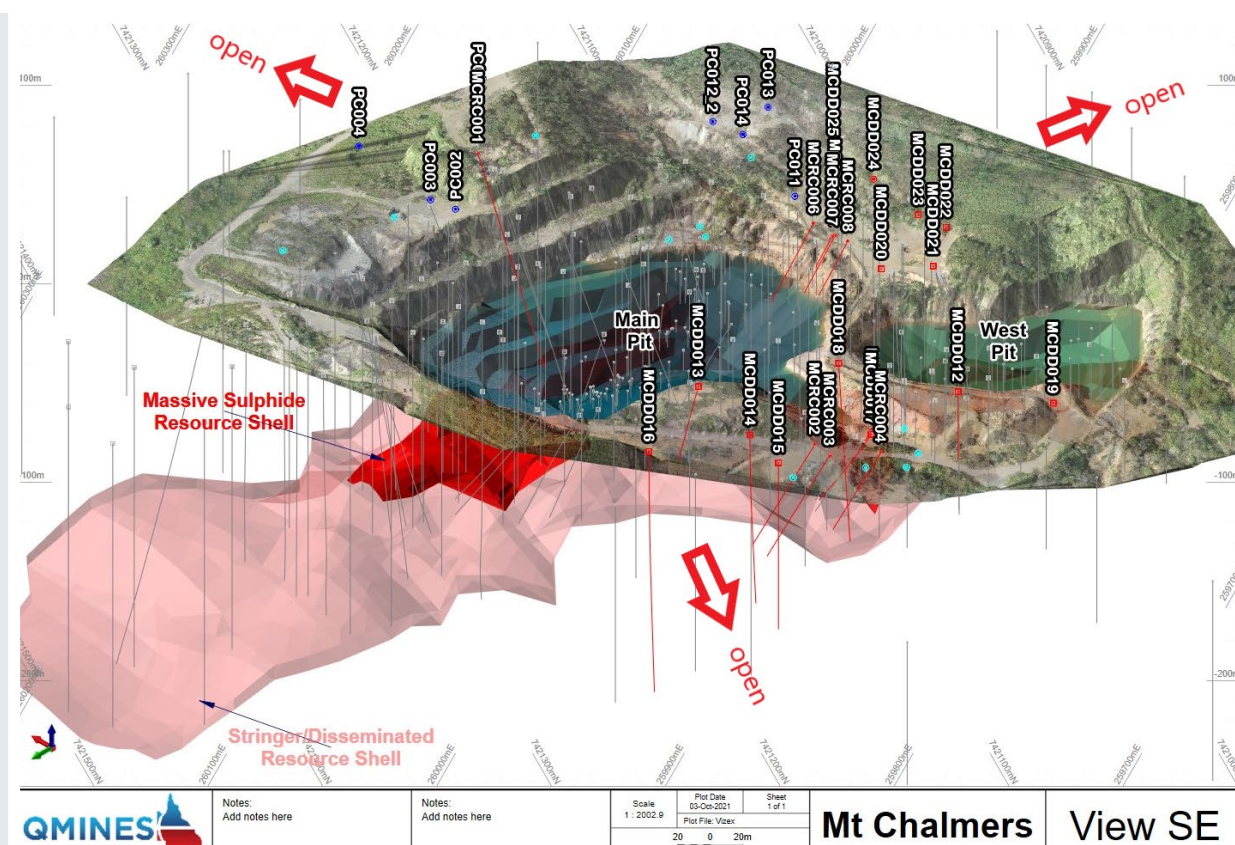 7421300mN
260300mE
7421200mN
260200mE
7421100mN
260100mE
7421000mN
260000mE
7420900mN
259900mE
100m
open
open
PC004
PC003
PC002
MCRC001
PC012_2
PC014
PC013
PC011
MCRC006
MCDD025
MCRC007
MCRC008
MCDD024
MCDD020
MCDD023
MCDD021
MCDD022
Main
Pit
West
Pit
MCDD013
MCDD018
MCDD012
MCDD019
MCDD016
MCDD014
MCDD015
MCRC002
MCRC003
MCRC004
Massive Sulphide
Resource Shell
-100m
open
-200m
Stringer/Disseminated
Resource Shell
7421500mN
260100mE
260000mE
7421300mN
259900mE
7421200mN
259800mE
7421100mN
259700mE
QMINES
Notes:
Add notes here
Notes:
Add notes here
Scale
1 : 2002.9
Plot Date
03-Oct-2021
Sheet
1 of 1
Plot File: Vizex
20 0 20m
Mt Chalmers
View SE